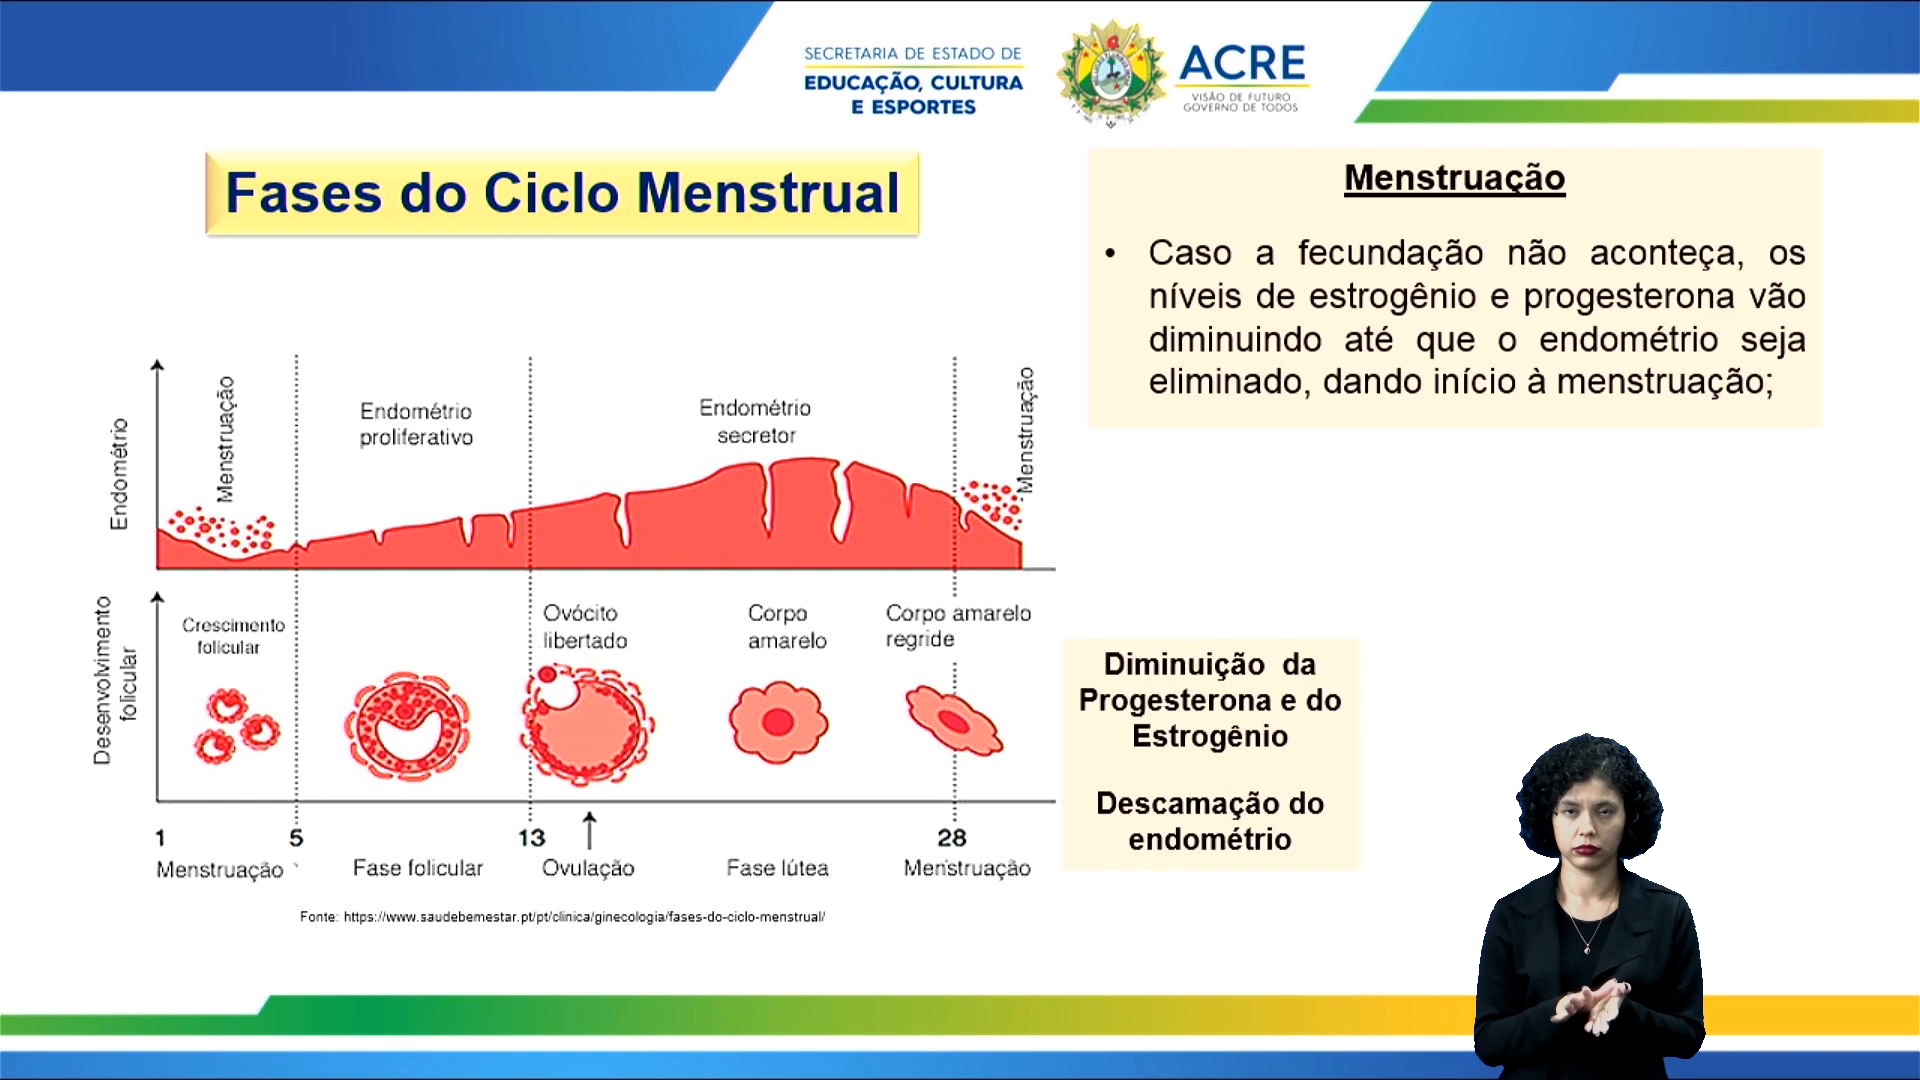 SECRETARIA DE ESTADO DE
EDUCAÇÃO, CULTURA
E ESPORTES
ACRE
VISÃO DE FUTURO
GOVERNO DE TODOS
Fases do Ciclo Menstrual
Menstruação
• Caso a fecundação não aconteça, os
níveis de estrogênio e progesterona vão
diminuindo até que o endométrio seja
eliminado, dando início à menstruação;
Endométrio
Menstruação
Endométrio
proliferativo
Endométrio
secretor
Menstruação
Desenvolvimento
folicular
Crescimento
folicular
Ovócito
libertado
Corpo
amarelo
Corpo amarelo
regride
1 5 13 28
Menstruação Fase folicular Ovulação Fase lútea Menstruação
Diminuição da
Progesterona e do
Estrogênio
Descamação do
endométrio
Fonte: https://www.saudebemestar.pt/pt/clinica/ginecologia/fases-do-ciclo-menstrual/